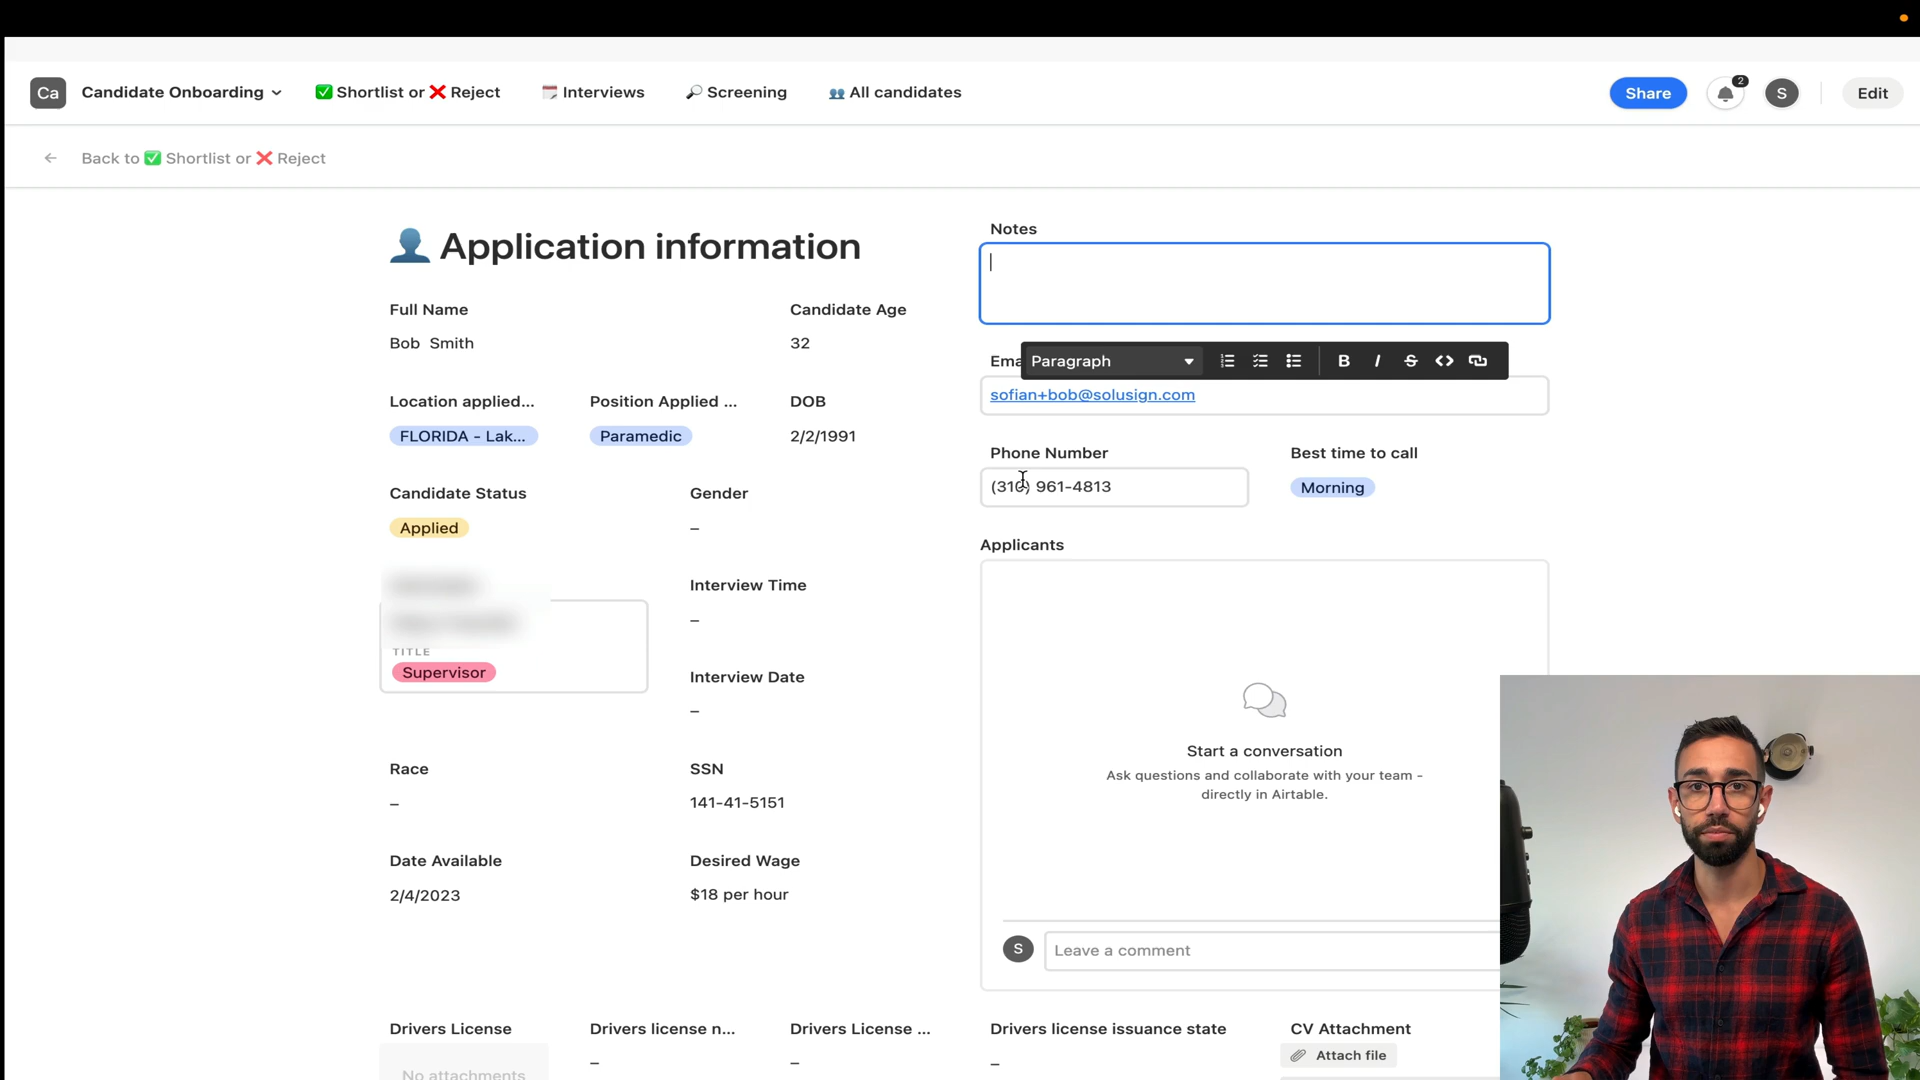 Ca Candidate Onboarding ✅ Shortlist or ❌ Reject Interviews Screening All candidates Share 2 S Edit
← Back to ✅ Shortlist or ❌ Reject
Application information
Full Name Candidate Age
Bob Smith 32
Location applied... Position Applied ... DOB
FLORIDA - Lak... Paramedic 2/2/1991
Candidate Status Gender
Applied –
Interview Time
–
TITLE
Supervisor
Interview Date
–
Race SSN
– 141-41-5151
Date Available Desired Wage
2/4/2023 $18 per hour
Notes
Ema Paragraph B I S
sofian+bob@solusign.com
Phone Number Best time to call
(310) 961-4813 Morning
Applicants
Start a conversation
Ask questions and collaborate with your team -
directly in Airtable.
S Leave a comment
Drivers License Drivers license n... Drivers License ... Drivers license issuance state CV Attachment
No attachments – – – Attach file